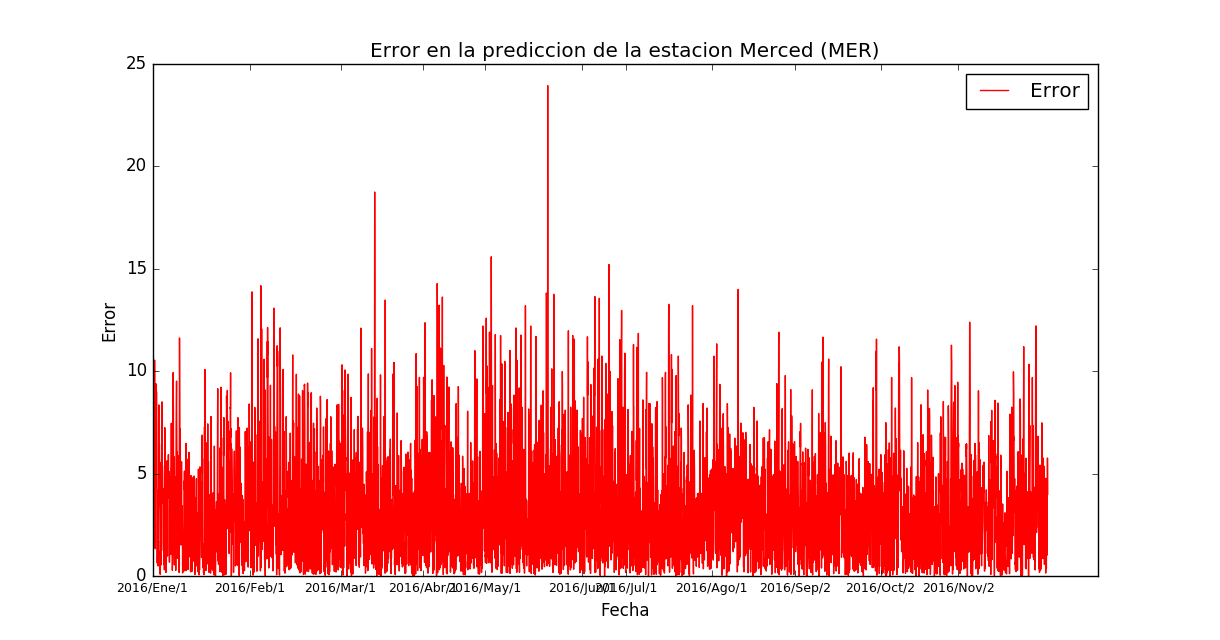 Error en la prediccion de la estacion Merced (MER)
Error
25
20
15
10
5
0
Error
2016/Ene/1
2016/Feb/1
2016/Mar/1
2016/Abr/1
2016/May/1
2016/Jun/1
2016/Jul/1
2016/Ago/1
2016/Sep/2
2016/Oct/2
2016/Nov/2
Fecha